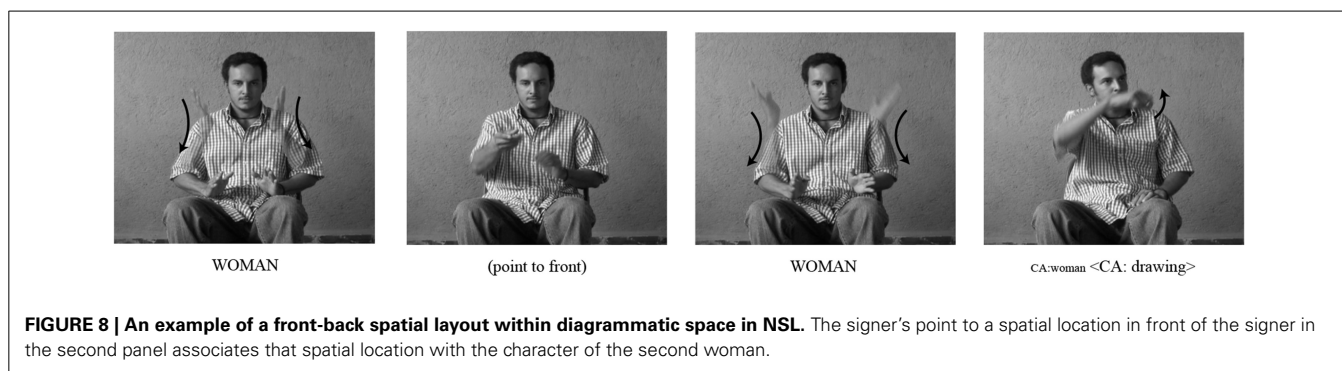 WOMAN
(point to front)
WOMAN
CA:woman <CA: drawing>
FIGURE 8 | An example of a front-back spatial layout within diagrammatic space in NSL. The signer's point to a spatial location in front of the signer in
the second panel associates that spatial location with the character of the second woman.